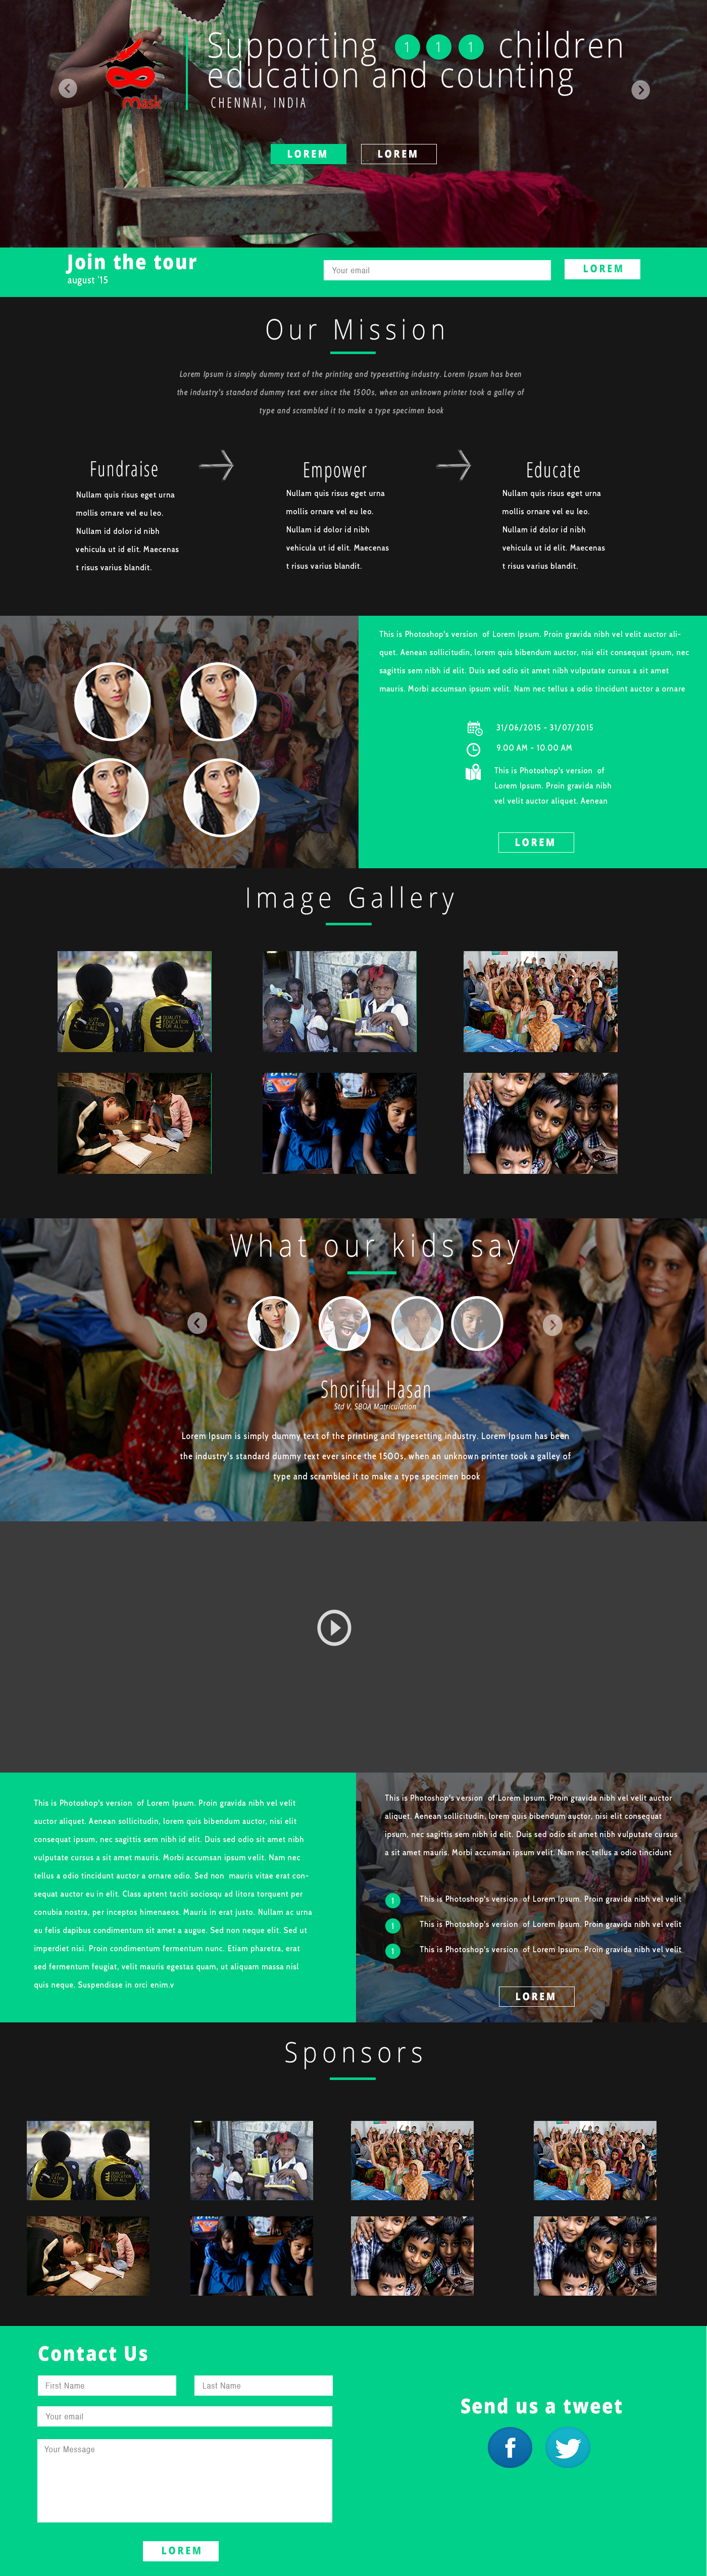 Supporting 1 1 1 children
education and counting
CHENNAI, INDIA
mask
LOREM
LOREM
Join the tour
august '15
Your email
LOREM
Our Mission
Lorem Ipsum is simply dummy text of the printing and typesetting industry. Lorem Ipsum has been
the industry's standard dummy text ever since the 1500s, when an unknown printer took a galley of
type and scrambled it to make a type specimen book
Fundraise
Nullam quis risus eget urna
mollis ornare vel eu leo.
Nullam id dolor id nibh
vehicula ut id elit. Maecenas
t risus varius blandit.
Empower
Nullam quis risus eget urna
mollis ornare vel eu leo.
Nullam id dolor id nibh
vehicula ut id elit. Maecenas
t risus varius blandit.
Educate
Nullam quis risus eget urna
mollis ornare vel eu leo.
Nullam id dolor id nibh
vehicula ut id elit. Maecenas
t risus varius blandit.
This is Photoshop's version of Lorem Ipsum. Proin gravida nibh vel velit auctor ali-
quet. Aenean sollicitudin, lorem quis bibendum auctor, nisi elit consequat ipsum, nec
sagittis sem nibh id elit. Duis sed odio sit amet nibh vulputate cursus a sit amet
mauris. Morbi accumsan ipsum velit. Nam nec tellus a odio tincidunt auctor a ornare
31/06/2015 - 31/07/2015
9.00 AM - 10.00 AM
This is Photoshop's version of
Lorem Ipsum. Proin gravida nibh
vel velit auctor aliquet. Aenean
LOREM
Image Gallery
QUALITY
EDUCATION
FOR ALL
What our kids say
Shoriful Hasan
Std V, SBOA Matriculation
Lorem Ipsum is simply dummy text of the printing and typesetting industry. Lorem Ipsum has been
the industry's standard dummy text ever since the 1500s, when an unknown printer took a galley of
type and scrambled it to make a type specimen book
This is Photoshop's version of Lorem Ipsum. Proin gravida nibh vel velit
auctor aliquet. Aenean sollicitudin, lorem quis bibendum auctor, nisi elit
consequat ipsum, nec sagittis sem nibh id elit. Duis sed odio sit amet nibh
vulputate cursus a sit amet mauris. Morbi accumsan ipsum velit. Nam nec
tellus a odio tincidunt auctor a ornare odio. Sed non mauris vitae erat con-
sequat auctor eu in elit. Class aptent taciti sociosqu ad litora torquent per
conubia nostra, per inceptos himenaeos. Mauris in erat justo. Nullam ac urna
eu felis dapibus condimentum sit amet a augue. Sed non neque elit. Sed ut
imperdiet nisi. Proin condimentum fermentum nunc. Etiam pharetra, erat
sed fermentum feugiat, velit mauris egestas quam, ut aliquam massa nisl
quis neque. Suspendisse in orci enim.v
This is Photoshop's version of Lorem Ipsum. Proin gravida nibh vel velit auctor
aliquet. Aenean sollicitudin, lorem quis bibendum auctor, nisi elit consequat
ipsum, nec sagittis sem nibh id elit. Duis sed odio sit amet nibh vulputate cursus
a sit amet mauris. Morbi accumsan ipsum velit. Nam nec tellus a odio tincidunt
1 This is Photoshop's version of Lorem Ipsum. Proin gravida nibh vel velit
1 This is Photoshop's version of Lorem Ipsum. Proin gravida nibh vel velit
1 This is Photoshop's version of Lorem Ipsum. Proin gravida nibh vel velit
LOREM
Sponsors
QUALITY
EDUCATION
FOR ALL
Contact Us
First Name
Last Name
Your email
Your Message
LOREM
Send us a tweet